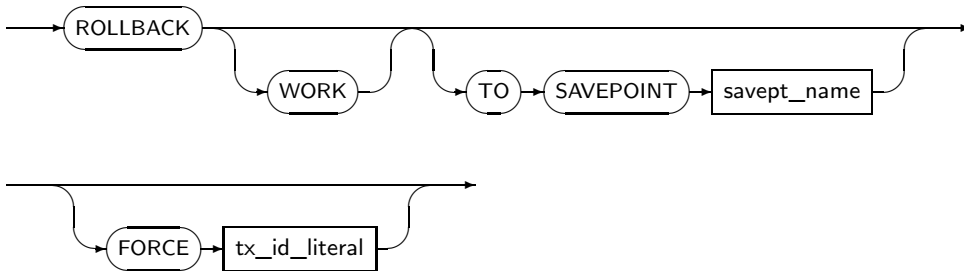 ROLLBACK
WORK TO SAVEPOINT savept_name
FORCE tx_id_literal